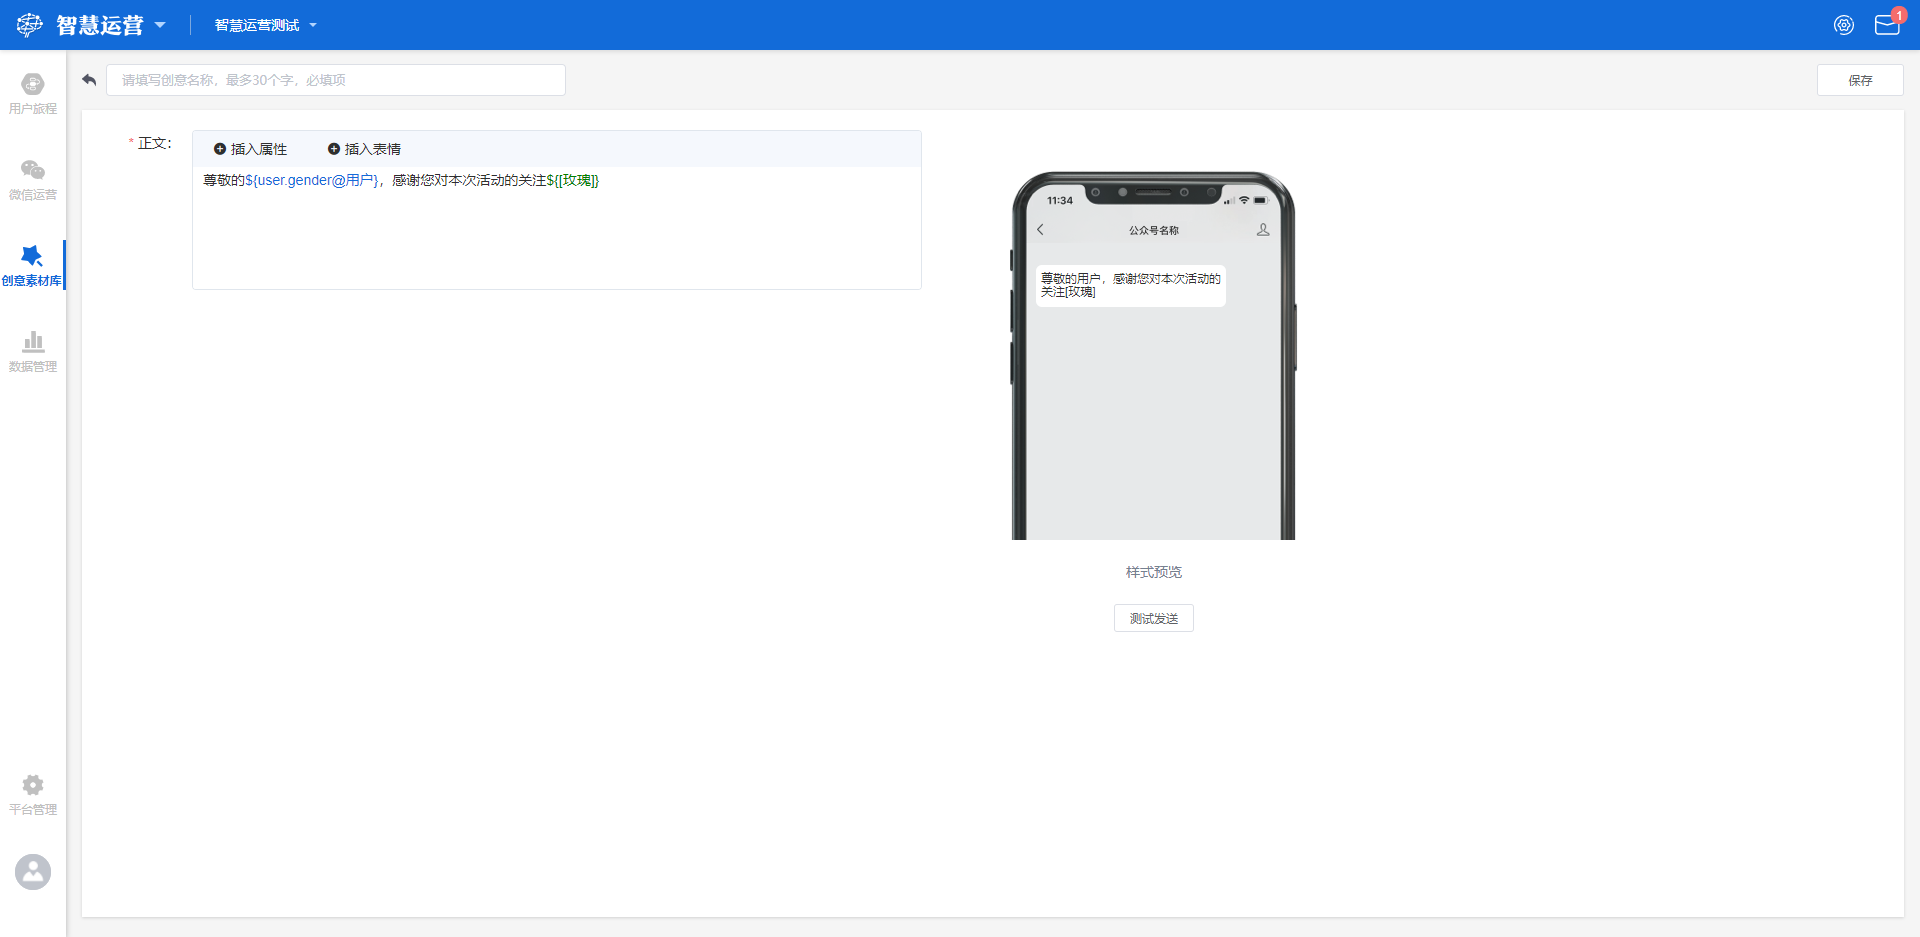 智慧运营
智慧运营测试
1
用户旅程
微信运营
创意素材库
数据管理
平台管理
请填写创意名称，最多30个字，必填项
保存
* 正文：
插入属性
插入表情
尊敬的${user.gender@用户}，感谢您对本次活动的关注${[玫瑰]}
11:34
公众号名称
尊敬的用户，感谢您对本次活动的
关注[玫瑰]
样式预览
测试发送